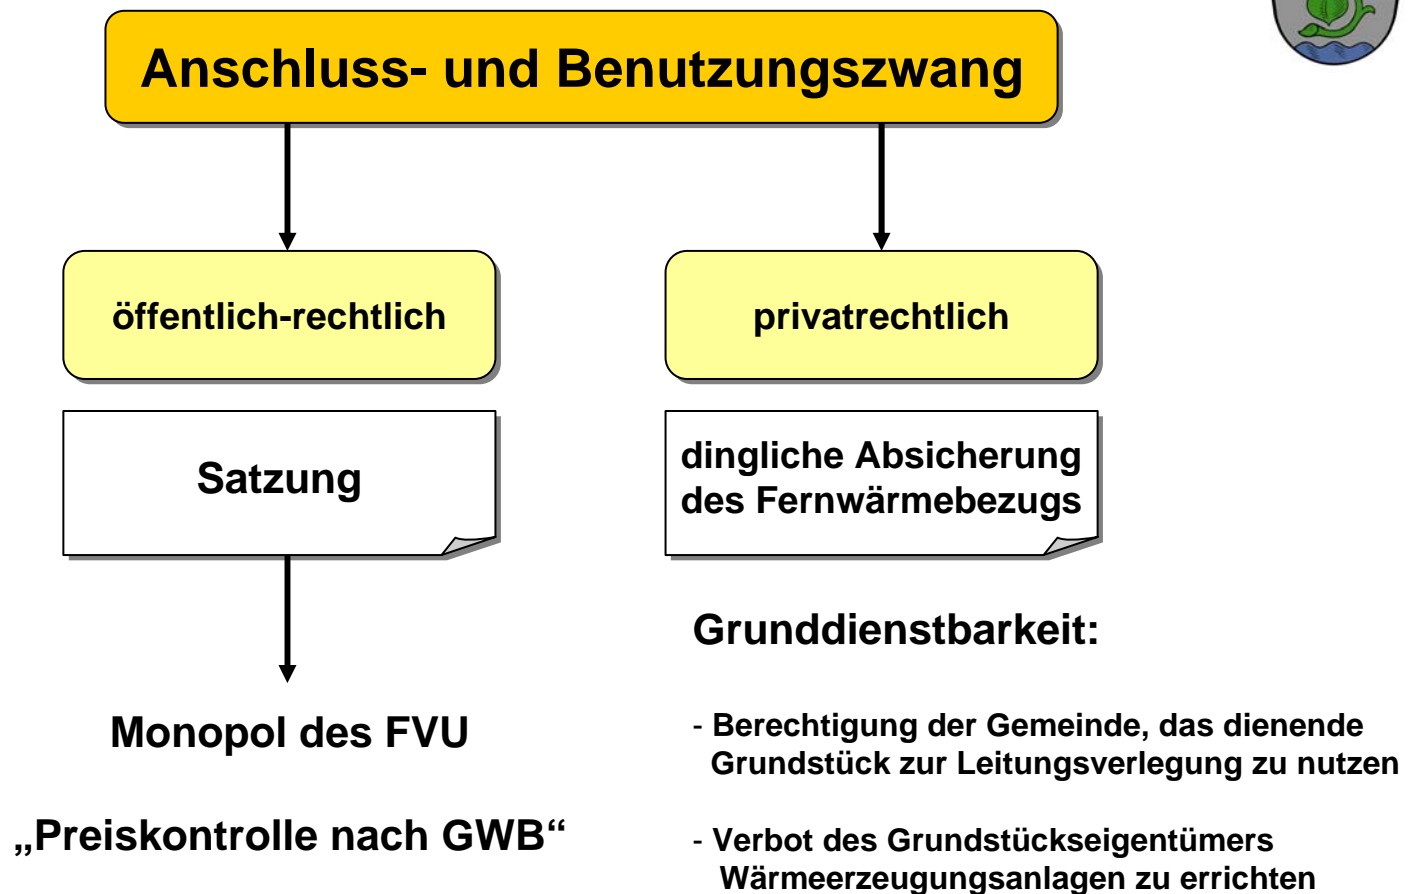 Anschluss- und Benutzungszwang
öffentlich-rechtlich
privatrechtlich
Satzung
dingliche Absicherung
des Fernwärmebezugs
Monopol des FVU
„Preiskontrolle nach GWB“
Grunddienstbarkeit:
- Berechtigung der Gemeinde, das dienende
Grundstück zur Leitungsverlegung zu nutzen
- Verbot des Grundstückseigentümers
Wärmeerzeugungsanlagen zu errichten